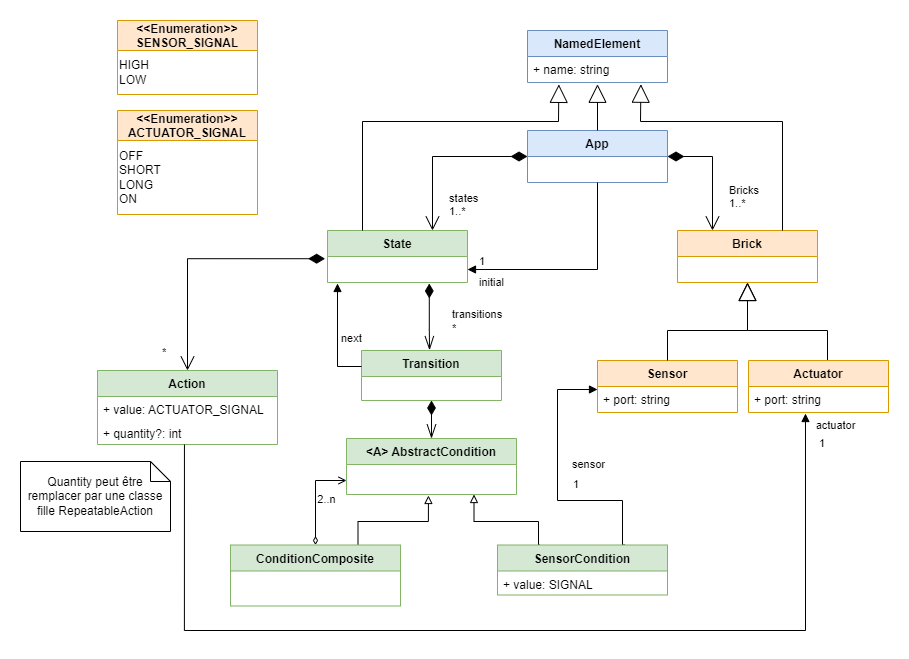 <<Enumeration>>
SENSOR_SIGNAL
HIGH
LOW
<<Enumeration>>
ACTUATOR_SIGNAL
OFF
SHORT
LONG
ON
NamedElement
+ name: string
App
states
1..*
Bricks
1..*
State
1
initial
Brick
next
transitions
*
*
Transition
Action
+ value: ACTUATOR_SIGNAL
+ quantity?: int
Sensor
+ port: string
Actuator
+ port: string
actuator
1
<A> AbstractCondition
sensor
1
Quantity peut être
remplacer par une classe
fille RepeatableAction
2..n
ConditionComposite
SensorCondition
+ value: SIGNAL